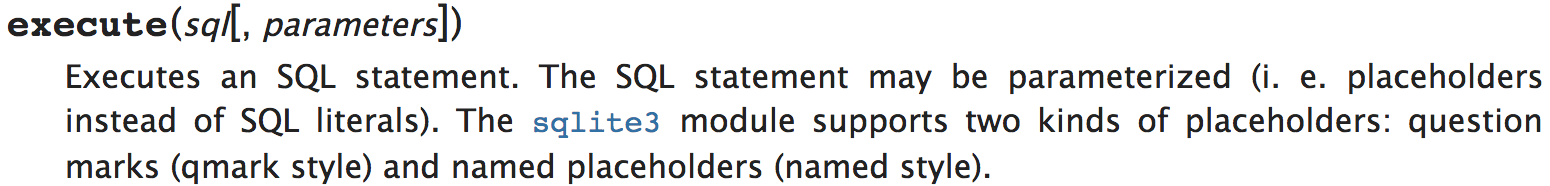 execute(sql[, parameters])
Executes an SQL statement. The SQL statement may be parameterized (i. e. placeholders
instead of SQL literals). The sqlite3 module supports two kinds of placeholders: question
marks (qmark style) and named placeholders (named style).